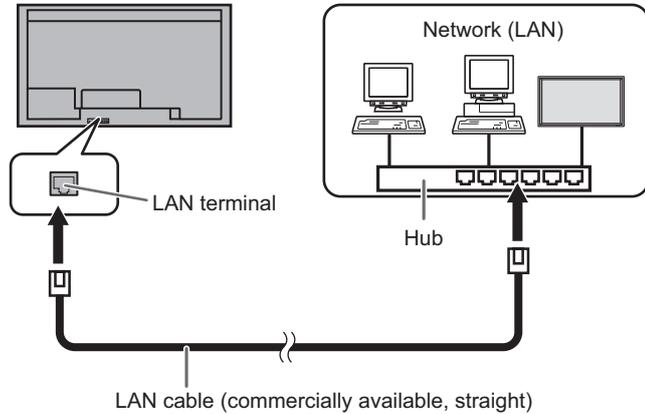 Network (LAN)
LAN terminal
Hub
LAN cable (commercially available, straight)